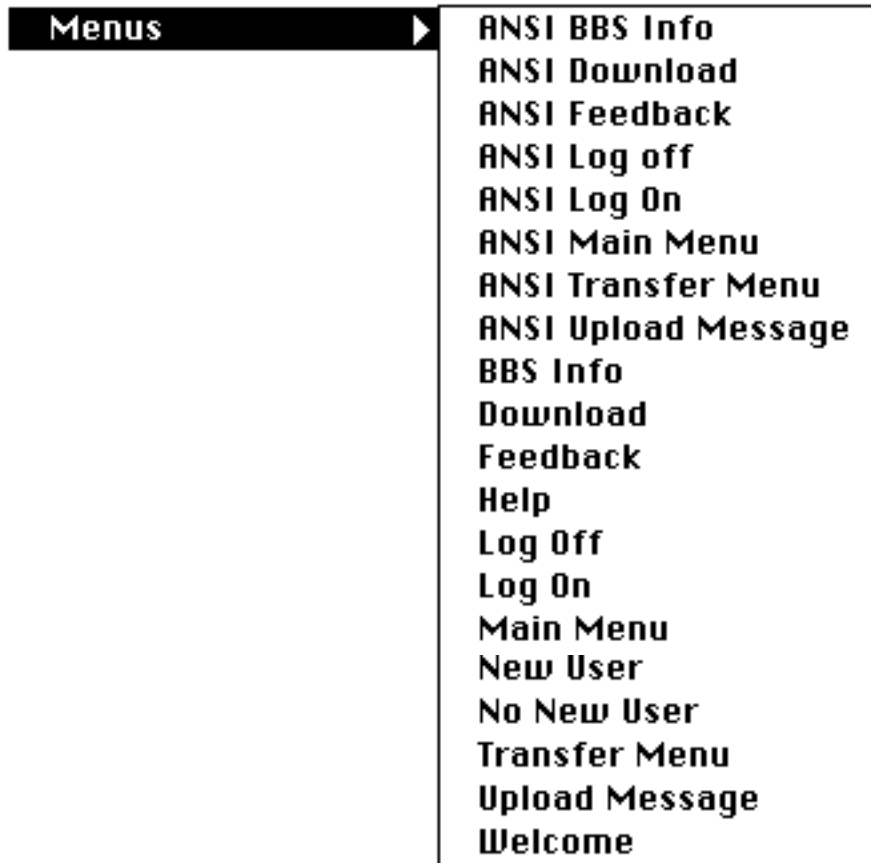 Menus
ANSI BBS Info
ANSI Download
ANSI Feedback
ANSI Log off
ANSI Log On
ANSI Main Menu
ANSI Transfer Menu
ANSI Upload Message
BBS Info
Download
Feedback
Help
Log Off
Log On
Main Menu
New User
No New User
Transfer Menu
Upload Message
Welcome